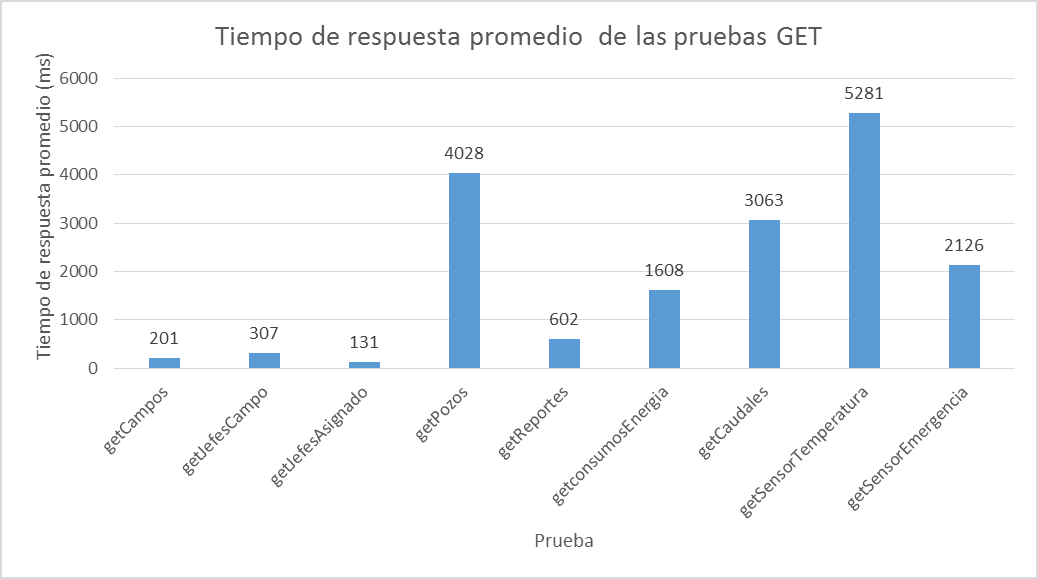 Tiempo de respuesta promedio  de las pruebas GET
Tiempo de respuesta promedio (ms)
6000
5000
4000
3000
2000
1000
0
201
307
131
4028
602
1608
3063
5281
2126
getCampos
getJefesCampo
getJefesAsignado
getPozos
getReportes
getconsumosEnergia
getCaudales
getSensorTemperatura
getSensorEmergencia
Prueba